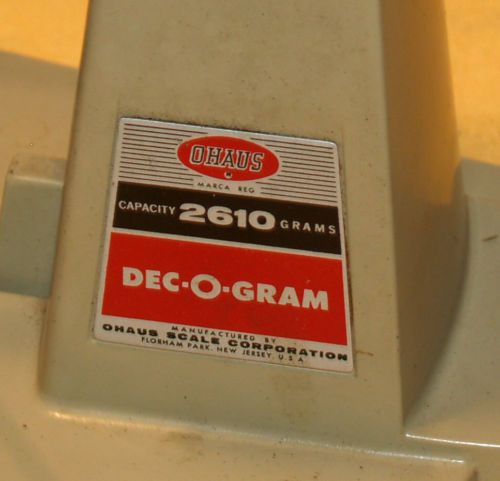 OHAUS
MARCA REG
CAPACITY 2610 GRAMS
DEC-O-GRAM
MANUFACTURED BY
OHAUS SCALE CORPORATION
FLORHAM PARK, NEW JERSEY, U.S.A